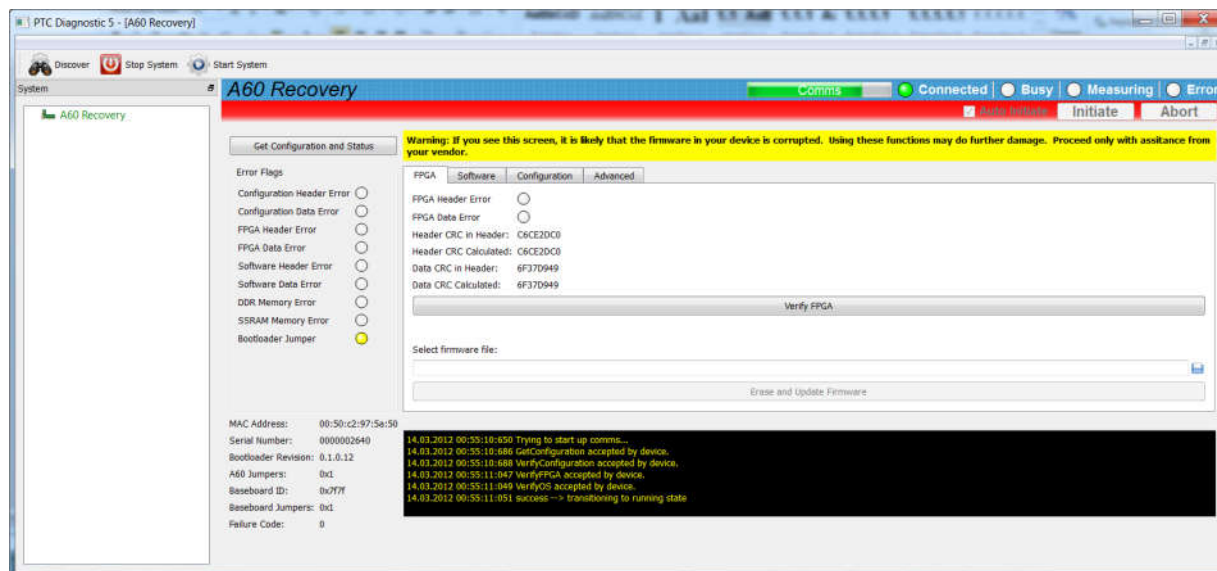 PTC Diagnostic 5 - [A60 Recovery]
Discover Stop System Start System
System
A60 Recovery
A60 Recovery
Comms Connected Busy Measuring Error
Auto Initiate Initiate Abort
Get Configuration and Status
Warning: If you see this screen, it is likely that the firmware in your device is corrupted. Using these functions may do further damage. Proceed only with assitance from
your vendor.
Error Flags
Configuration Header Error
Configuration Data Error
FPGA Header Error
FPGA Data Error
Software Header Error
Software Data Error
DDR Memory Error
SSRAM Memory Error
Bootloader Jumper
FPGA Software Configuration Advanced
FPGA Header Error
FPGA Data Error
Header CRC in Header: C6CE2DC0
Header CRC Calculated: C6CE2DC0
Data CRC in Header: 6F37D949
Data CRC Calculated: 6F37D949
Verify FPGA
Select firmware file:
Erase and Update Firmware
MAC Address: 00:50:c2:97:5a:50
Serial Number: 0000002640
Bootloader Revision: 0.1.0.12
A60 Jumpers: 0x1
Baseboard ID: 0x7f7f
Baseboard Jumpers: 0x1
Failure Code: 0
14.03.2012 00:55:10:650 Trying to start up comms...
14.03.2012 00:55:10:686 GetConfiguration accepted by device.
14.03.2012 00:55:10:688 VerifyConfiguration accepted by device.
14.03.2012 00:55:11:047 VerifyFPGA accepted by device.
14.03.2012 00:55:11:049 VerifyOS accepted by device.
14.03.2012 00:55:11:051 success --> transitioning to running state